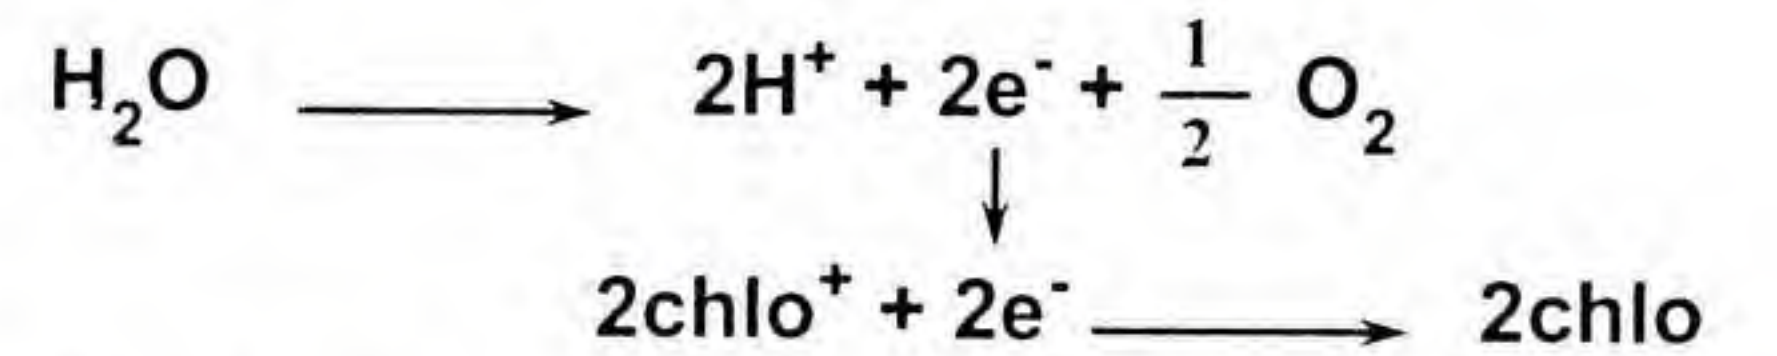 H₂O ⟶ 2H⁺ + 2e⁻ + 1/2 O₂
↓
2chlo⁺ + 2e⁻ ⟶ 2chlo